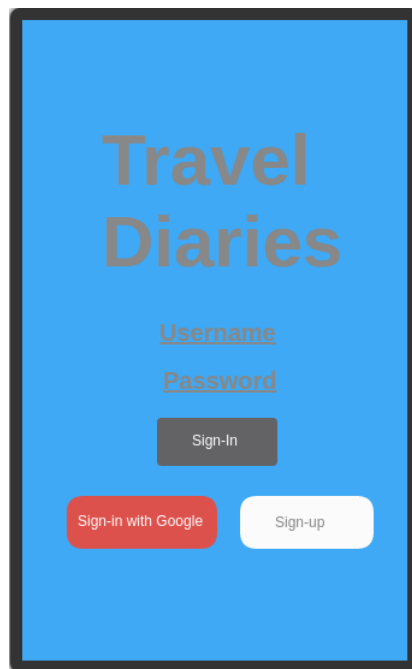 Travel
Diaries
Username
Password
Sign-In
Sign-in with Google
Sign-up